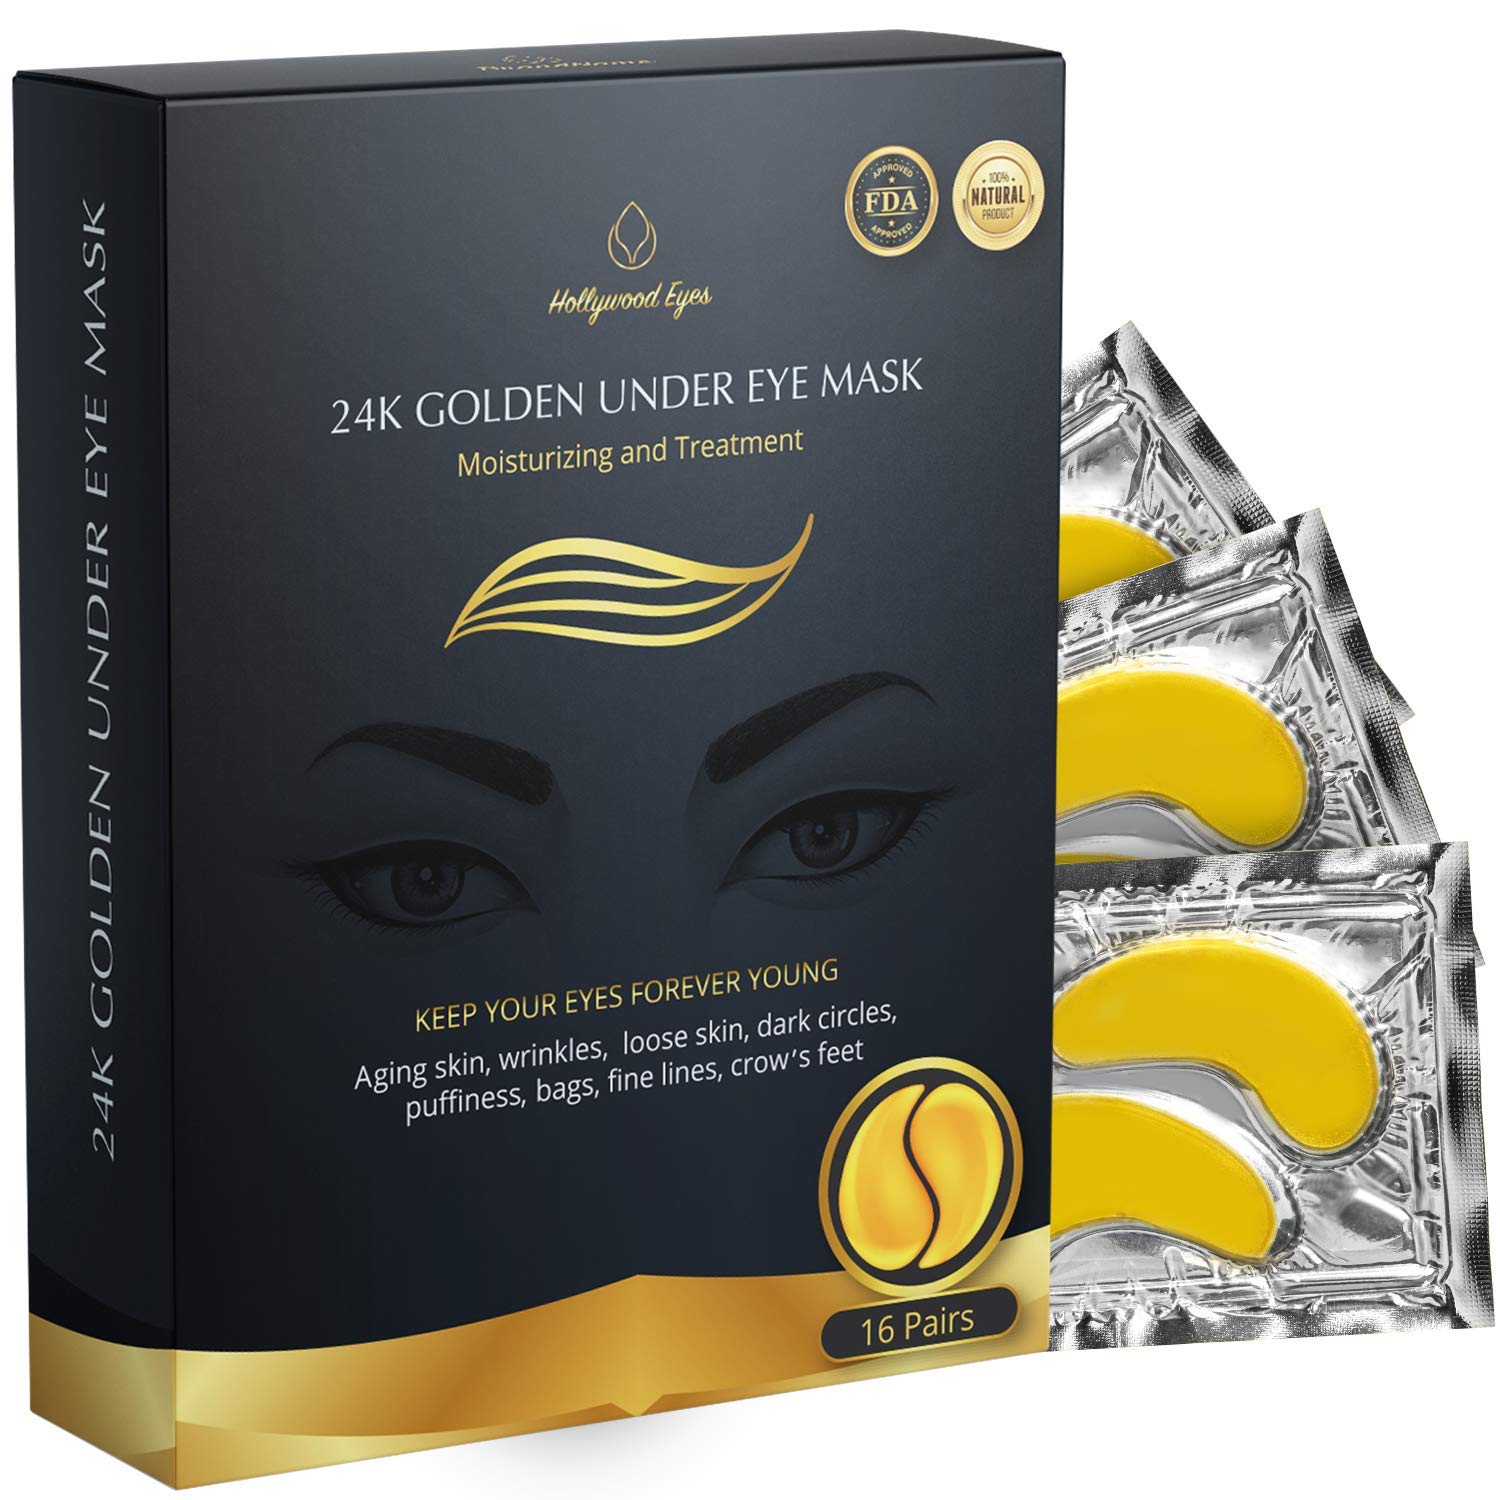 APPROVED
FDA
APPROVED
100%
NATURAL
PRODUCT
Hollywood Eyes
24K GOLDEN UNDER EYE MASK
Moisturizing and Treatment
KEEP YOUR EYES FOREVER YOUNG
Aging skin, wrinkles, loose skin, dark circles,
puffiness, bags, fine lines, crow's feet
16 Pairs
24K GOLDEN UNDER EYE MASK